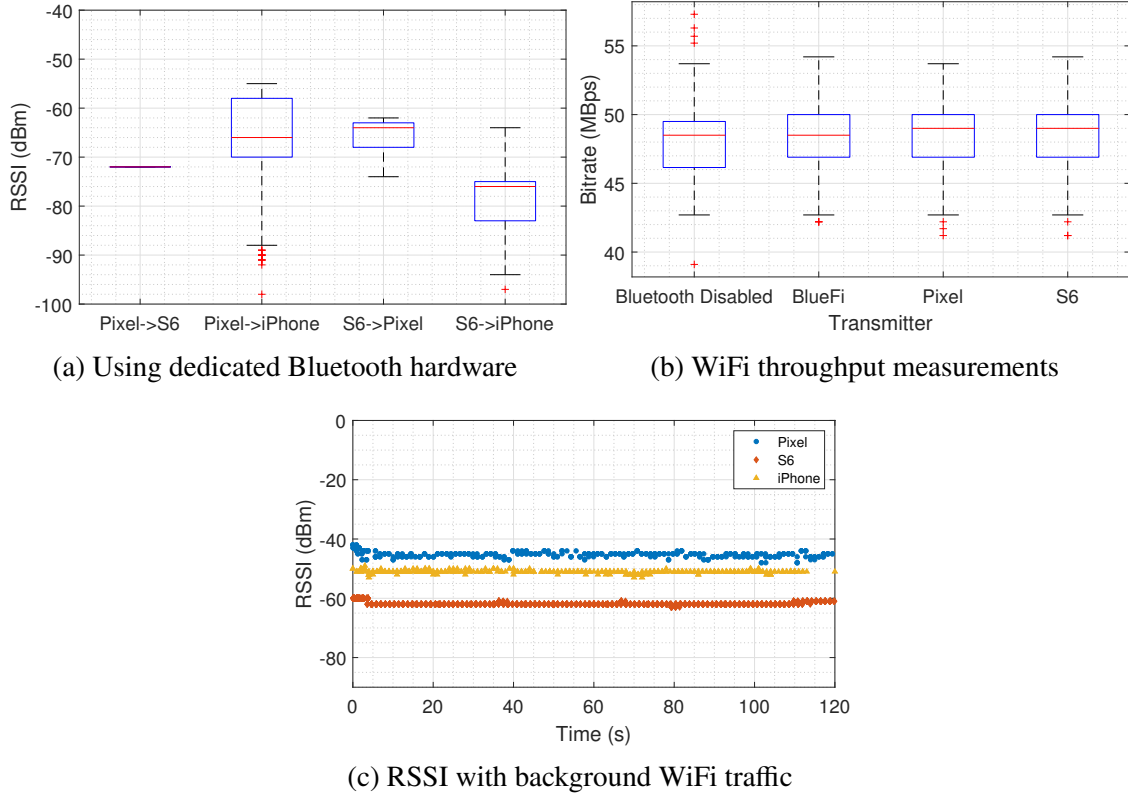 -40
-50
-60
-70
-80
-90
-100
RSSI (dBm)
Pixel->S6 Pixel->iPhone S6->Pixel S6->iPhone
(a) Using dedicated Bluetooth hardware
55
50
45
40
Bitrate (MBps)
Bluetooth Disabled BlueFi Pixel S6
Transmitter
(b) WiFi throughput measurements
0
-20
-40
-60
-80
RSSI (dBm)
Pixel
S6
iPhone
0 20 40 60 80 100 120
Time (s)
(c) RSSI with background WiFi traffic